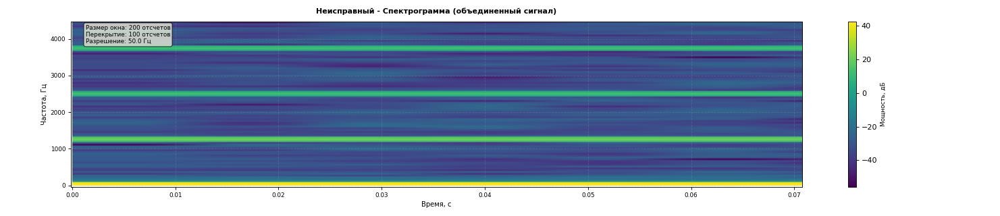 Неисправный - Спектрограмма (объединенный сигнал)
Размер окна: 200 отсчетов
Перекрытие: 100 отсчетов
Разрешение: 50.0 Гц
Частота, Гц
4000
3000
2000
1000
0
0.00 0.01 0.02 0.03 0.04 0.05 0.06 0.07
Время, с
40
20
0
−20
−40
Мощность, дБ